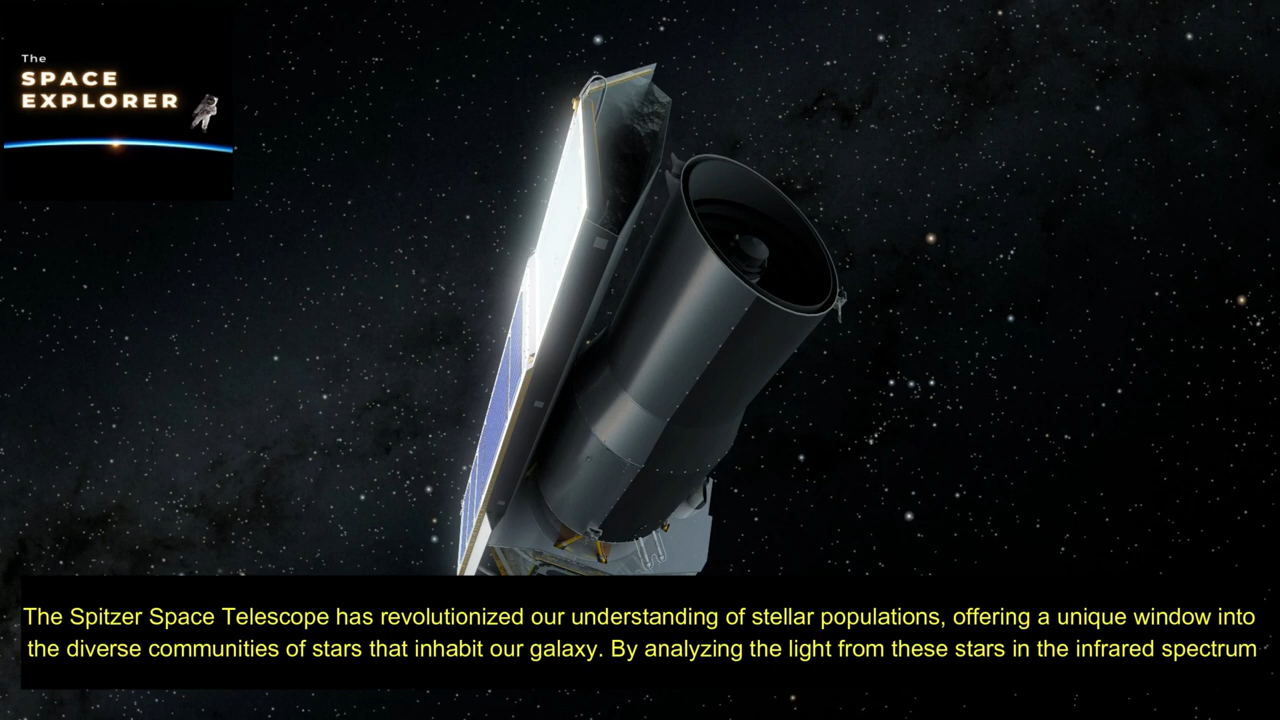 The
SPACE
EXPLORER
The Spitzer Space Telescope has revolutionized our understanding of stellar populations, offering a unique window into
the diverse communities of stars that inhabit our galaxy. By analyzing the light from these stars in the infrared spectrum